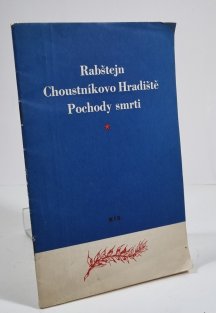 Rabštejn
Choustníkovo Hradiště
Pochody smrti